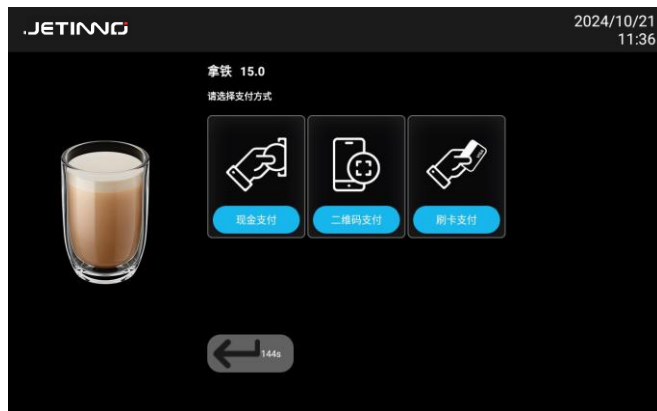 JETINNO
2024/10/21
11:36
拿铁 15.0
请选择支付方式
现金支付
二维码支付
刷卡支付
144s